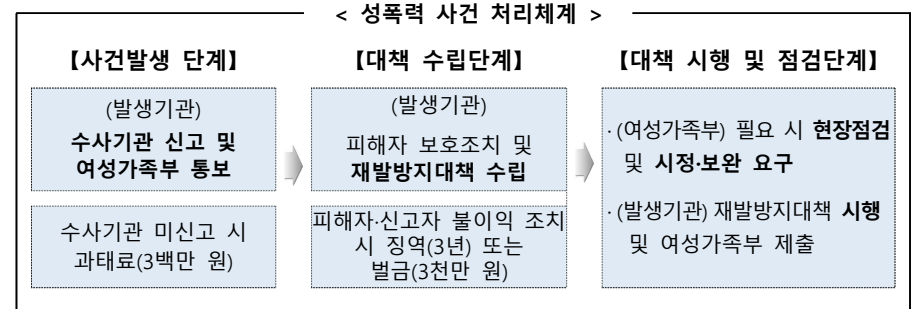 < 성폭력 사건 처리체계 >
【사건발생 단계】
(발생기관)
수사기관 신고 및
여성가족부 통보
수사기관 미신고 시
과태료(3백만 원)
【대책 수립단계】
(발생기관)
피해자 보호조치 및
재발방지대책 수립
피해자·신고자 불이익 조치
시 징역(3년) 또는
벌금(3천만 원)
【대책 시행 및 점검단계】
· (여성가족부) 필요 시 현장점검
및 시정·보완 요구
· (발생기관) 재발방지대책 시행
및 여성가족부 제출